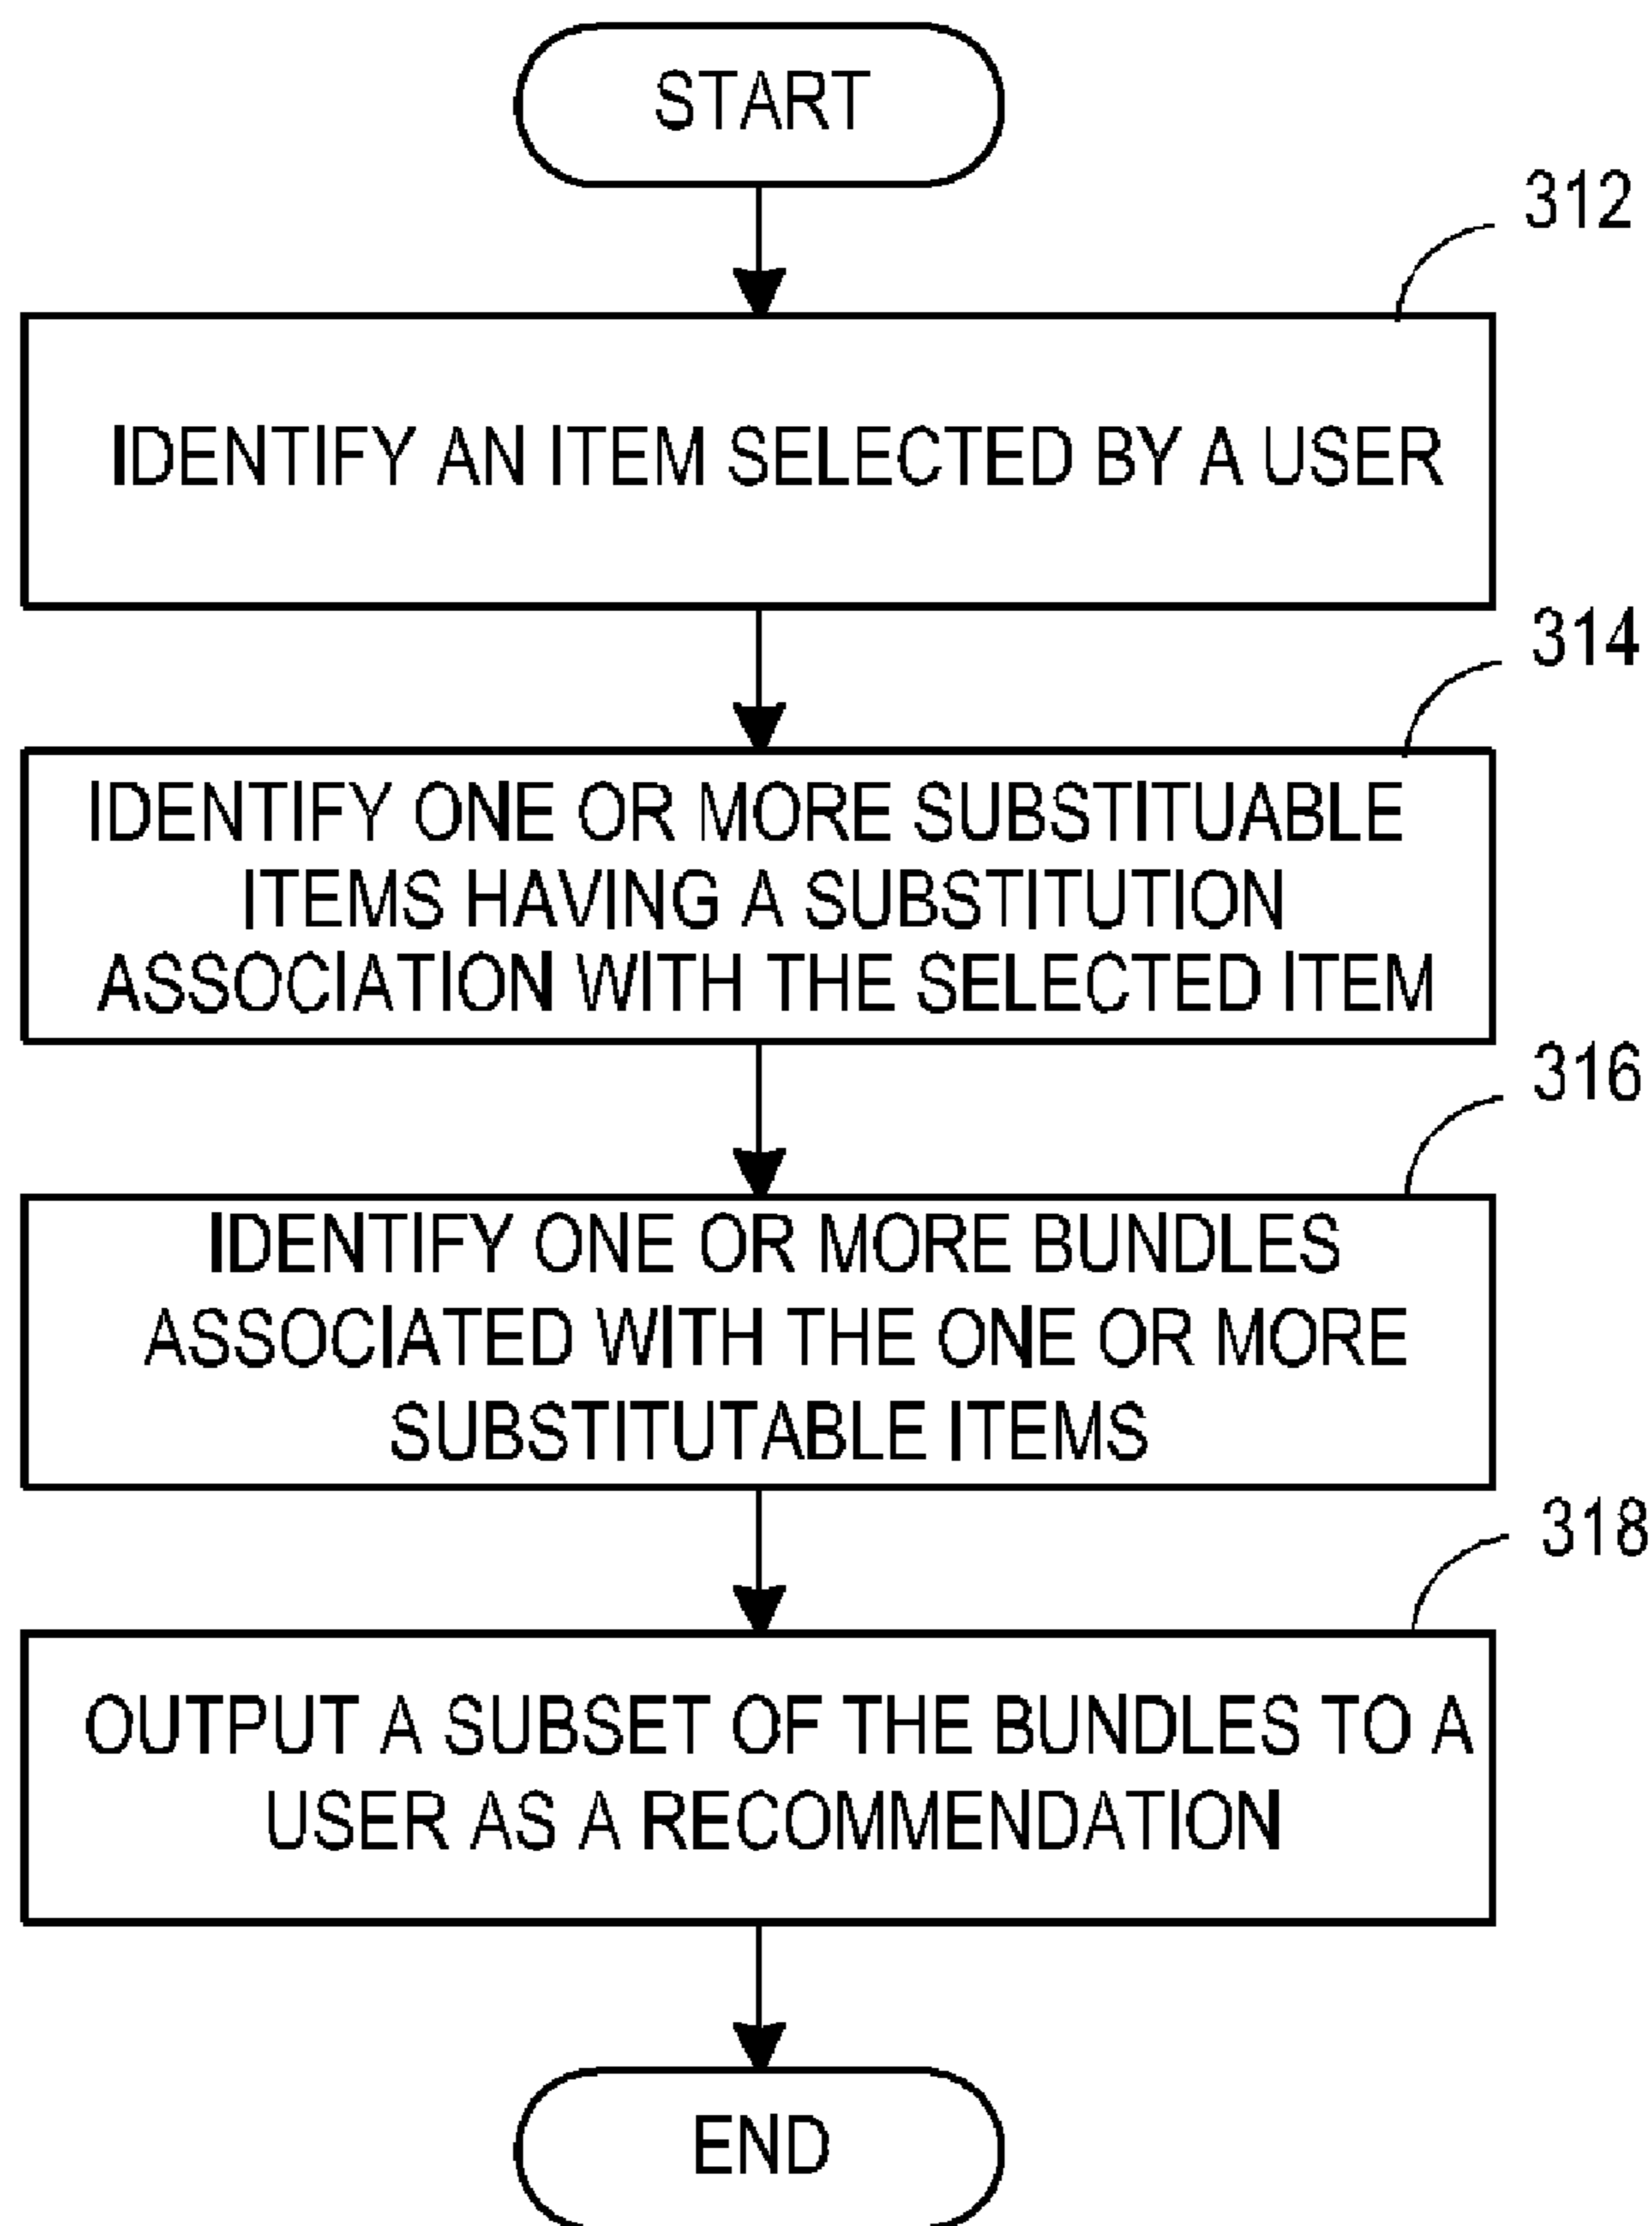 START
312
IDENTIFY AN ITEM SELECTED BY A USER
314
IDENTIFY ONE OR MORE SUBSTITUABLE
ITEMS HAVING A SUBSTITUTION
ASSOCIATION WITH THE SELECTED ITEM
316
IDENTIFY ONE OR MORE BUNDLES
ASSOCIATED WITH THE ONE OR MORE
SUBSTITUTABLE ITEMS
318
OUTPUT A SUBSET OF THE BUNDLES TO A
USER AS A RECOMMENDATION
END